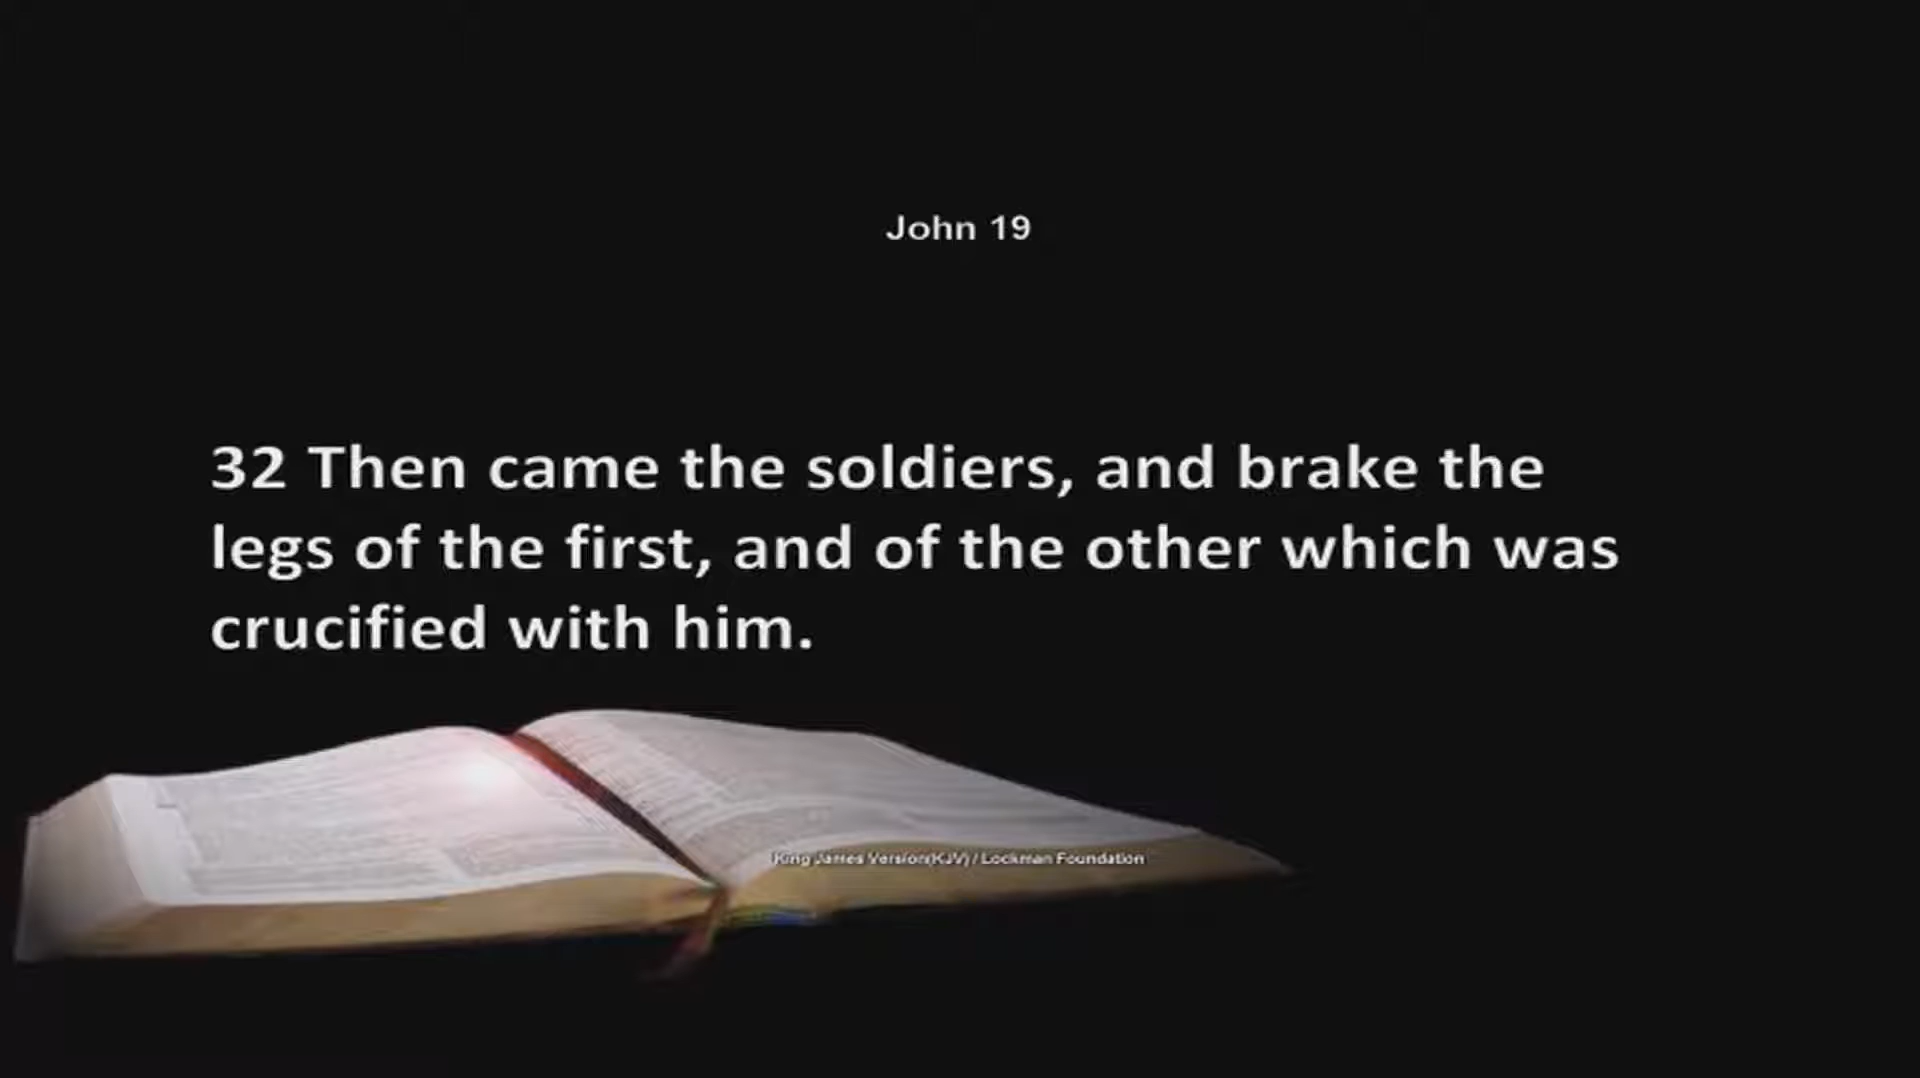 John 19
32 Then came the soldiers, and brake the
legs of the first, and of the other which was
crucified with him.
King James Version(KJV) / Lockman Foundation